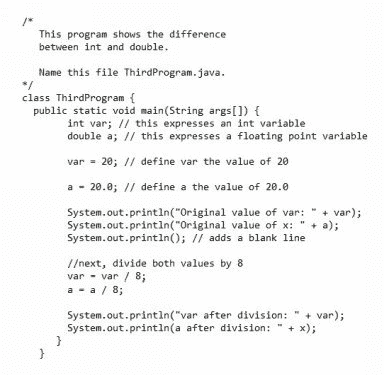 /*
This program shows the difference
between int and double.
Name this file ThirdProgram.java.
*/
class ThirdProgram {
public static void main(String args[]) {
int var; // this expresses an int variable
double a; // this expresses a floating point variable
var = 20; // define var the value of 20
a = 20.0; // define a the value of 20.0
System.out.println("Original value of var: " + var);
System.out.println("Original value of x: " + a);
System.out.println(); // adds a blank line
//next, divide both values by 8
var = var / 8;
a = a / 8;
System.out.println("var after division: " + var);
System.out.println(a after division: " + x);
}
}